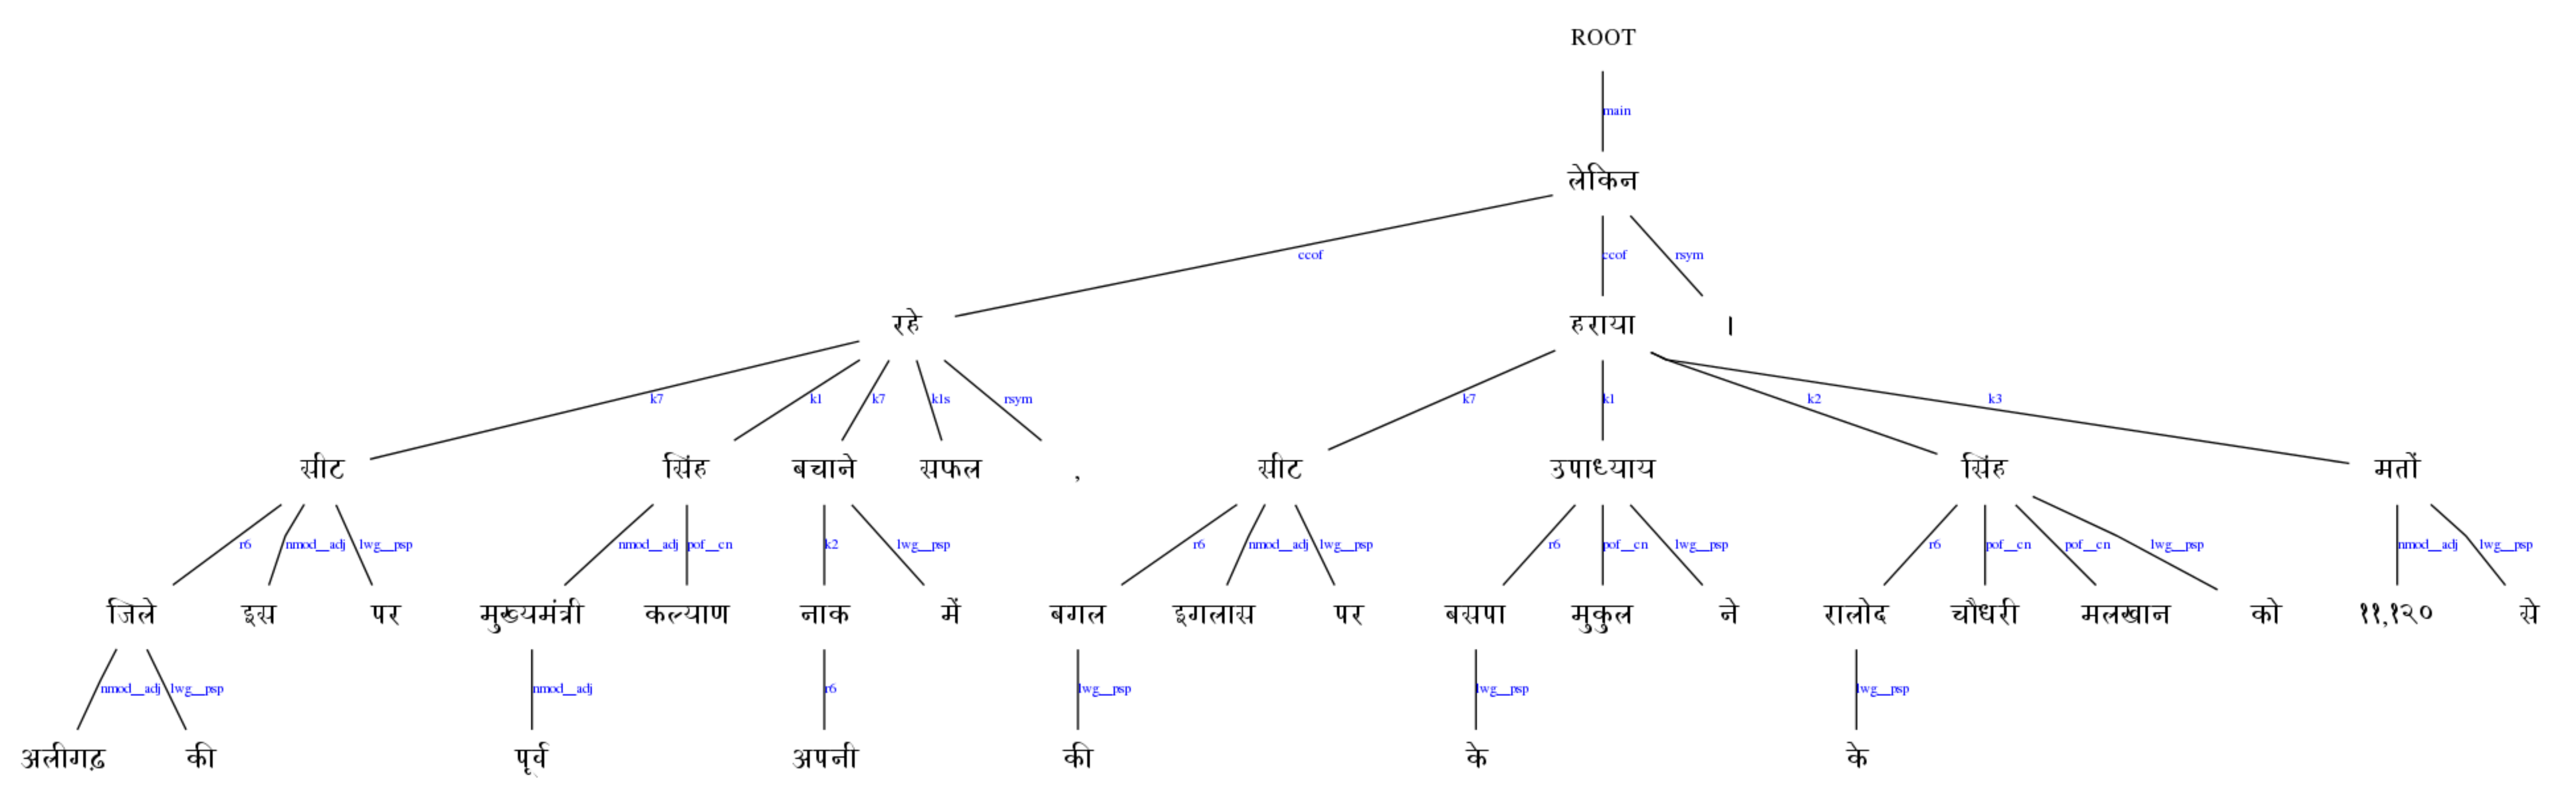 ROOT
main
लेकिन
ccof ccof rsym
रहे हराया ।
k7 k1 k7 k1s rsym k7 k1 k2 k3
सीट सिंह बचाने सफल , सीट उपाध्याय सिंह मतों
r6 nmod__adj lwg__psp nmod__adj pof__cn k2 lwg__psp r6 nmod__adj lwg__psp r6 pof__cn lwg__psp r6 pof__cn pof__cn lwg__psp nmod__adj lwg__psp
जिले इस पर मुख्यमंत्री कल्याण नाक में बगल इगलास पर बसपा मुकुल ने रालोद चौधरी मलखान को ११,१२० से
nmod__adj lwg__psp nmod__adj r6 lwg__psp lwg__psp lwg__psp
अलीगढ़ की पूर्व अपनी की के के